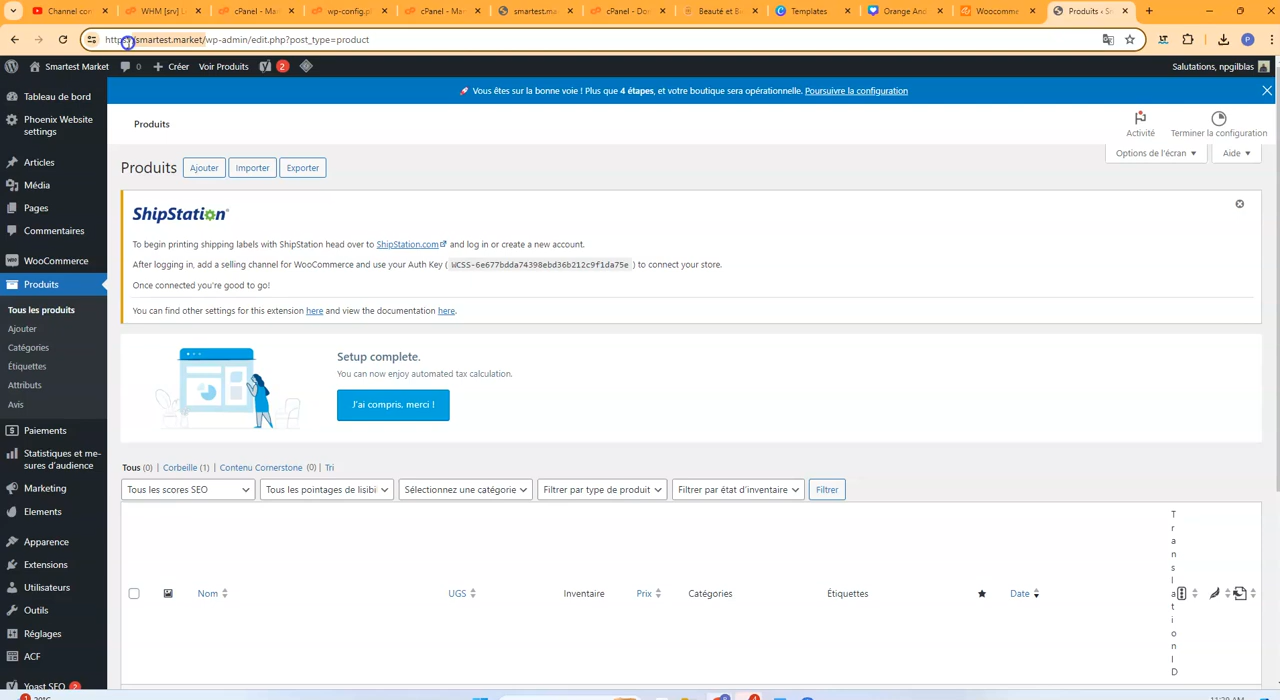 Channel con
WHM [srv] L
cPanel - Ma
wp-config.p
cPanel - Ma
smartest.ma
cPanel - Do
Beauté et B
Templates
Orange And
Woocomme
Produits ‹ S
smartest.market/wp-admin/edit.php?post_type=product
Smartest Market
0
Créer
Voir Produits
2
Salutations, npgilblas
Tableau de bord
Phoenix Website
settings
Articles
Média
Pages
Commentaires
WooCommerce
Produits
Tous les produits
Ajouter
Catégories
Étiquettes
Attributs
Avis
Paiements
Statistiques et me-
sures d'audience
Marketing
Elements
Apparence
Extensions
Utilisateurs
Outils
Réglages
ACF
Yoast SEO 2
Vous êtes sur la bonne voie ! Plus que 4 étapes, et votre boutique sera opérationnelle. Poursuivre la configuration
Produits
Activité
Terminer la configuration
Options de l'écran
Aide
Produits
Ajouter
Importer
Exporter
ShipStation
To begin printing shipping labels with ShipStation head over to ShipStation.com and log in or create a new account.
After logging in, add a selling channel for WooCommerce and use your Auth Key ( WCSS-6e677bdda74398ebd36b212c9f1da75e ) to connect your store.
Once connected you're good to go!
You can find other settings for this extension here and view the documentation here.
Setup complete.
You can now enjoy automated tax calculation.
J'ai compris, merci !
Tous (0) | Corbeille (1) | Contenu Cornerstone (0) | Tri
Tous les scores SEO
Tous les pointages de lisibi
Sélectionnez une catégorie
Filtrer par type de produit
Filtrer par état d'inventaire
Filtrer
Nom
UGS
Inventaire
Prix
Catégories
Étiquettes
Date
Translation ID